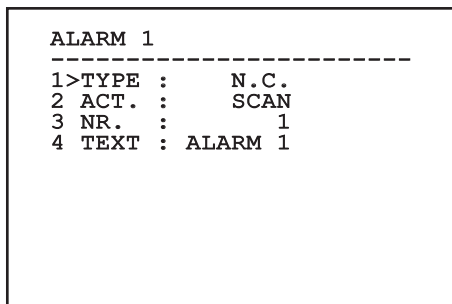 ALARM 1
------------------------
1>TYPE :    N.C.
2 ACT. :    SCAN
3 NR.  :       1
4 TEXT : ALARM 1